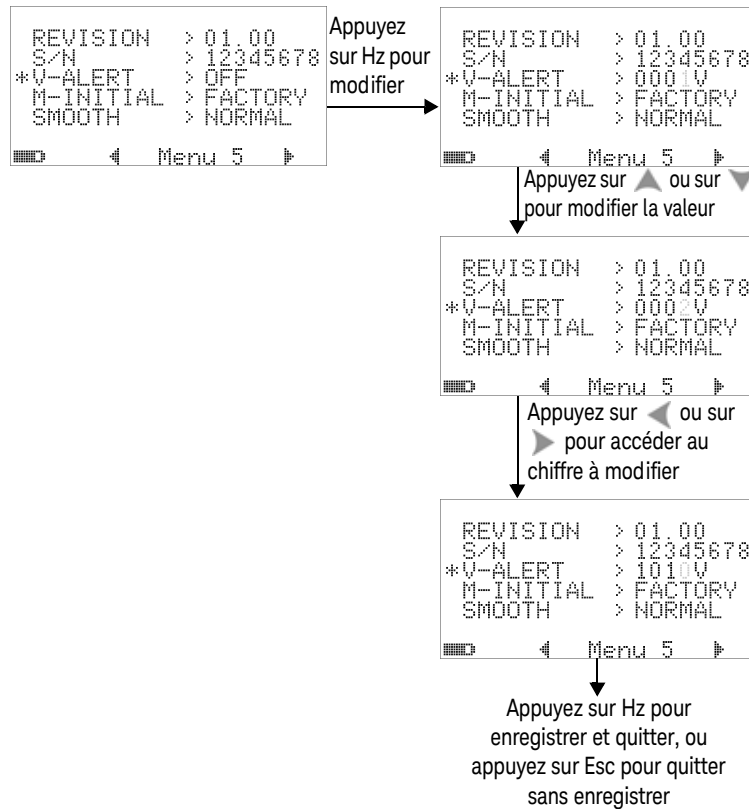 REVISION > 01.00
S/N > 12345678
*V-ALERT > OFF
M-INITIAL > FACTORY
SMOOTH > NORMAL
Menu 5
Appuyez
sur Hz pour
modifier
REVISION > 01.00
S/N > 12345678
*V-ALERT > 0001V
M-INITIAL > FACTORY
SMOOTH > NORMAL
Menu 5
Appuyez sur ou sur
pour modifier la valeur
REVISION > 01.00
S/N > 12345678
*V-ALERT > 0002V
M-INITIAL > FACTORY
SMOOTH > NORMAL
Menu 5
Appuyez sur ou sur
pour accéder au
chiffre à modifier
REVISION > 01.00
S/N > 12345678
*V-ALERT > 1010V
M-INITIAL > FACTORY
SMOOTH > NORMAL
Menu 5
Appuyez sur Hz pour
enregistrer et quitter, ou
appuyez sur Esc pour quitter
sans enregistrer